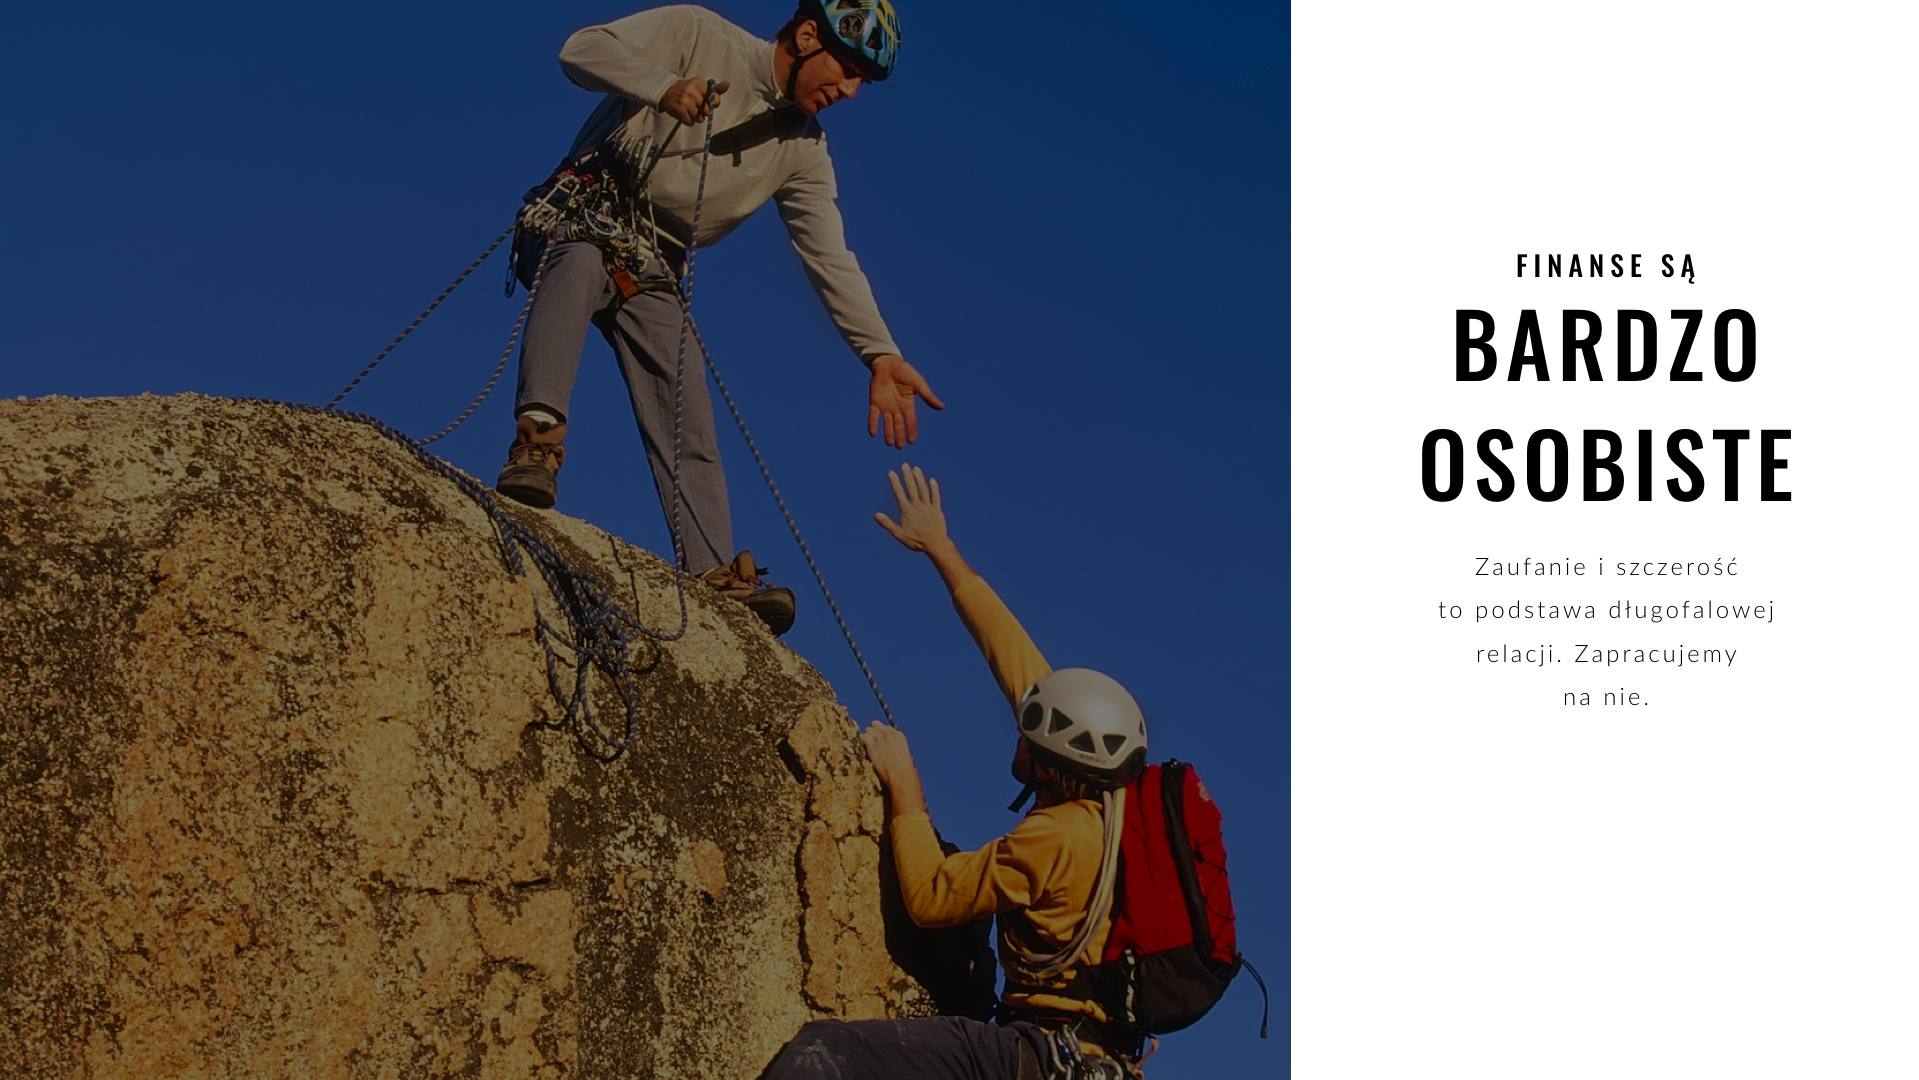 FINANSE SĄ
BARDZO
OSOBISTE
Zaufanie i szczerość
to podstawa długofalowej
relacji. Zapracujemy
na nie.